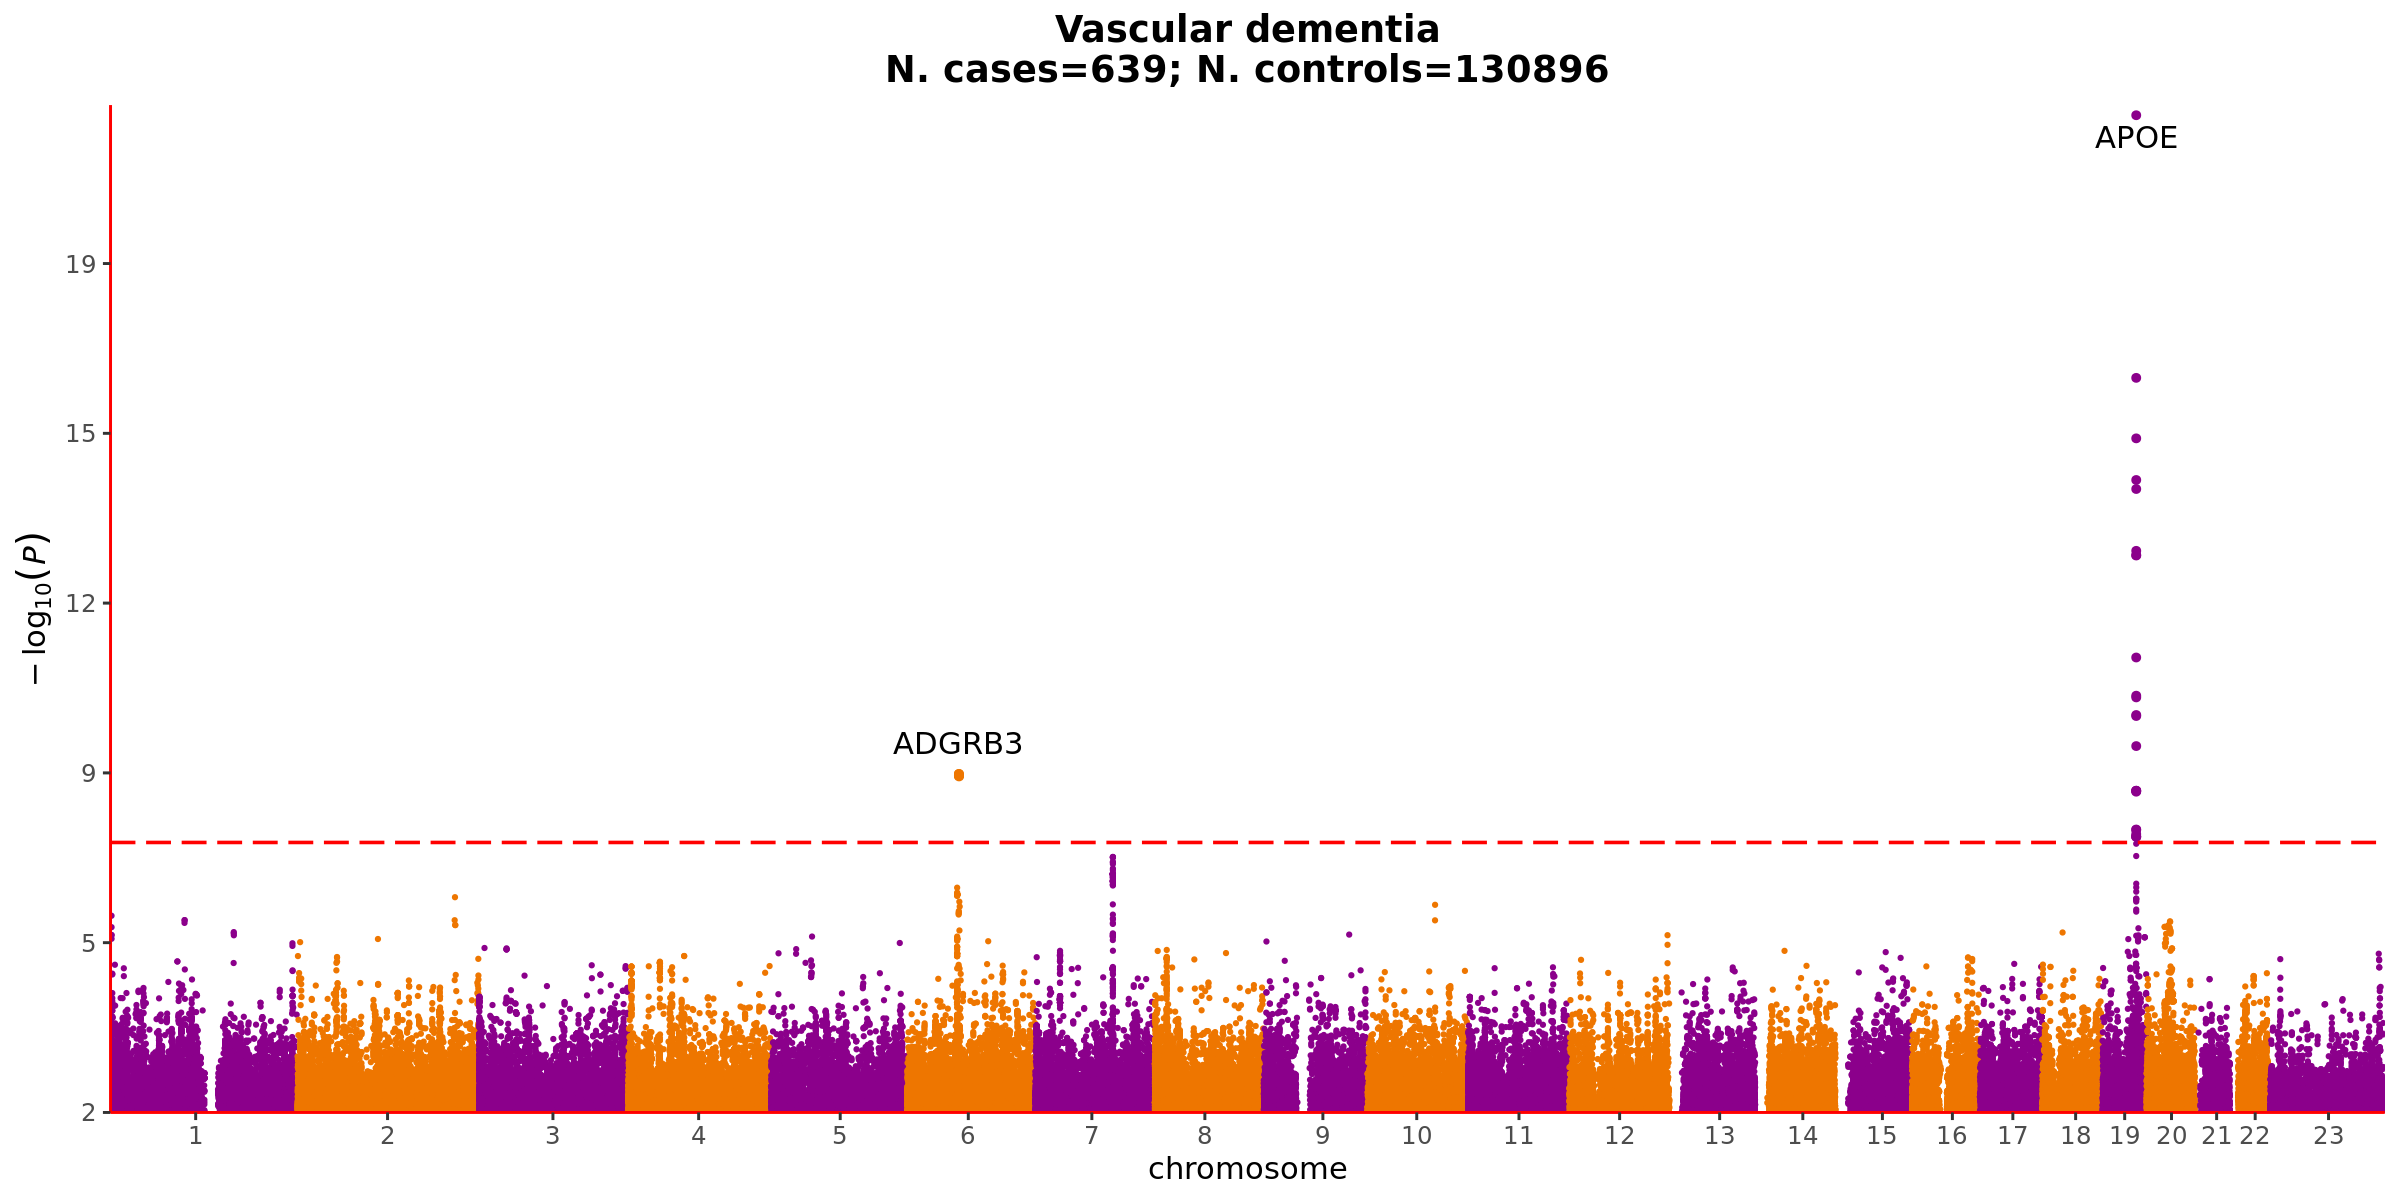 Vascular dementia
N. cases=639; N. controls=130896
APOE
19
15
− log10(P)
12
ADGRB3
9
5
2
1 2 3 4 5 6 7 8 9 10 11 12 13 14 15 16 17 18 19 20 21 22 23
chromosome